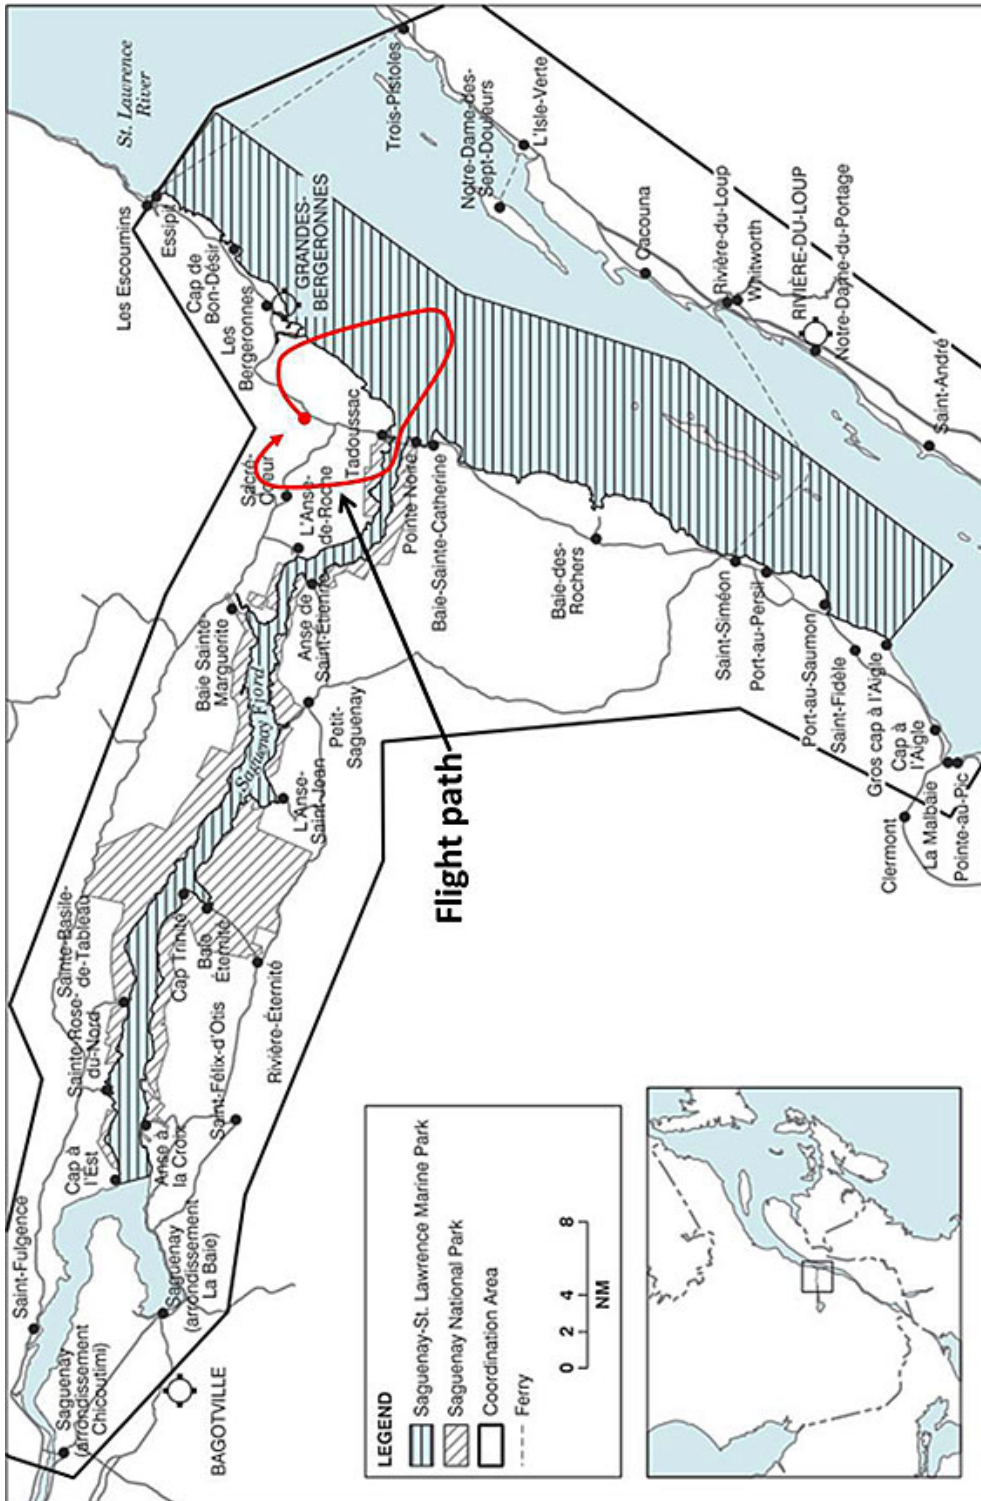 St. Lawrence
River
Les Escoumins
Essipit
Cap de
Bon-Désir
Les
Bergeronnes
GRANDES-
BERGERONNES
Trois-Pistoles
Notre-Dame-des-
Sept-Douleurs
L'Isle-Verte
Cacouna
Rivière-du-Loup
Whitworth
RIVIÈRE-DU-LOUP
Notre-Dame-du-Portage
Saint-André
Sacré-
Coeur
Tadoussac
L'Anse-
de-Roche
Pointe Noire
Baie-Sainte-Catherine
Baie Sainte-
Marguerite
Anse de
Saint-Étienne
Saguenay Fjord
Petit-
Saguenay
L'Anse-
Saint-Jean
Baie-des-
Rochers
Saint-Siméon
Port-au-Persil
Port-au-Saumon
Saint-Fidèle
Gros cap à l'Aigle
Cap à
l'Aigle
La Malbaie
Pointe-au-Pic
Clermont
Flight path
Sainte-Basile-
de-Tableau
Sainte-Rose-
du-Nord
Cap Trinité
Baie
Éternité
Rivière-Éternité
Saint-Félix-d'Otis
Cap à
l'Est
Anse à
la Croix
Saint-Fulgence
Saguenay
(arrondissement
La Baie)
Saguenay
(arrondissement
Chicoutimi)
BAGOTVILLE
LEGEND
Saguenay-St. Lawrence Marine Park
Saguenay National Park
Coordination Area
Ferry
0 2 4 8
NM